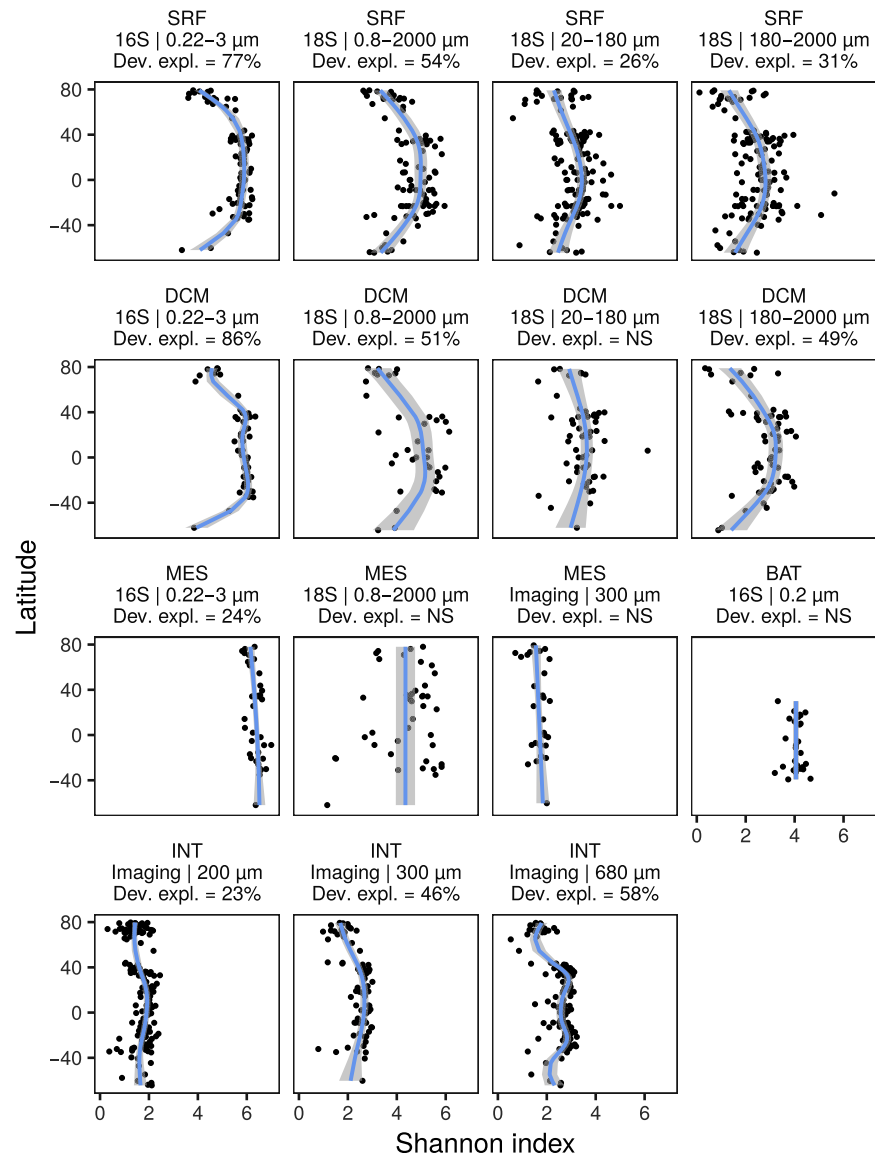 SRF SRF SRF SRF
16S | 0.22−3 µm 18S | 0.8−2000 µm 18S | 20−180 µm 18S | 180−2000 µm
Dev. expl. = 77% Dev. expl. = 54% Dev. expl. = 26% Dev. expl. = 31%
80
40
0
−40
DCM DCM DCM DCM
16S | 0.22−3 µm 18S | 0.8−2000 µm 18S | 20−180 µm 18S | 180−2000 µm
Dev. expl. = 86% Dev. expl. = 51% Dev. expl. = NS Dev. expl. = 49%
80
40
0
−40
Latitude
MES MES MES BAT
16S | 0.22−3 µm 18S | 0.8−2000 µm Imaging | 300 µm 16S | 0.2 µm
Dev. expl. = 24% Dev. expl. = NS Dev. expl. = NS Dev. expl. = NS
80
40
0
−40
0 2 4 6
INT INT INT
Imaging | 200 µm Imaging | 300 µm Imaging | 680 µm
Dev. expl. = 23% Dev. expl. = 46% Dev. expl. = 58%
80
40
0
−40
0 2 4 6 0 2 4 6 0 2 4 6
Shannon index